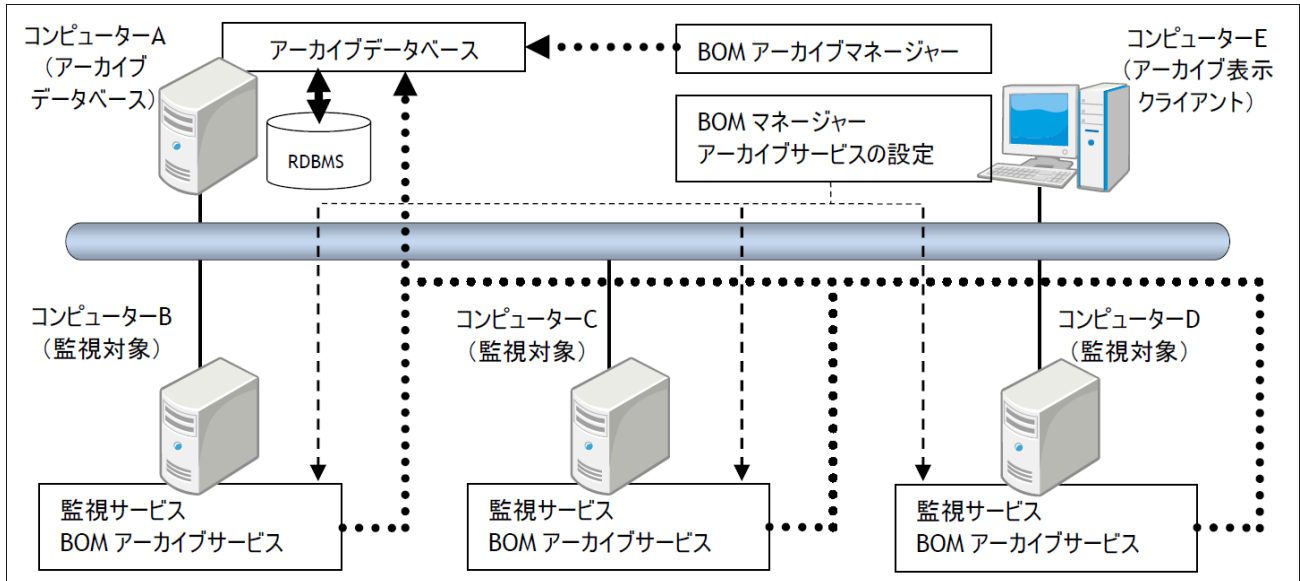 コンピューターA
（アーカイブ
データベース）
アーカイブデータベース
BOM アーカイブマネージャー
コンピューターE
（アーカイブ表示
クライアント）
RDBMS
BOM マネージャー
アーカイブサービスの設定
コンピューターB
（監視対象）
コンピューターC
（監視対象）
コンピューターD
（監視対象）
監視サービス
BOM アーカイブサービス
監視サービス
BOM アーカイブサービス
監視サービス
BOM アーカイブサービス